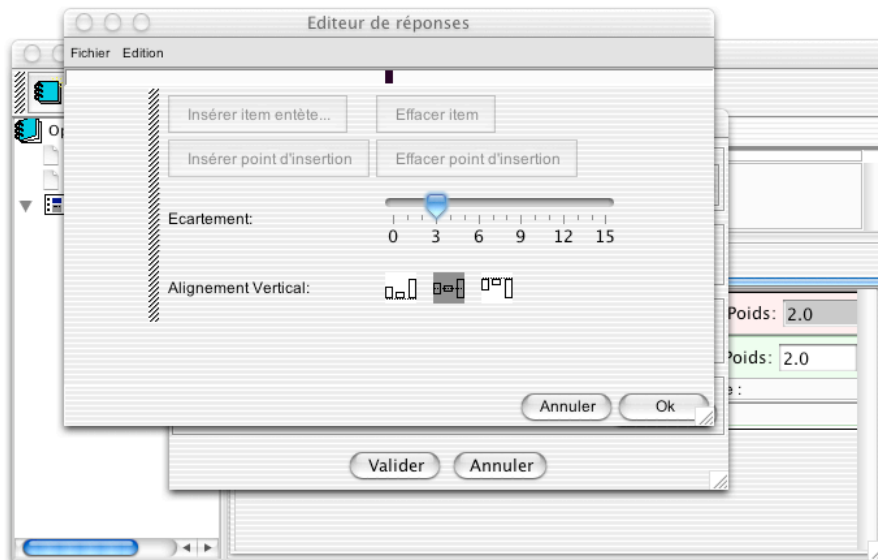 Editeur de réponses
Fichier Edition
Insérer item entête... Effacer item
Insérer point d'insertion Effacer point d'insertion
Ecartement:
0 3 6 9 12 15
Alignement Vertical:
Poids: 2.0
Poids: 2.0
e :
Annuler Ok
Valider Annuler